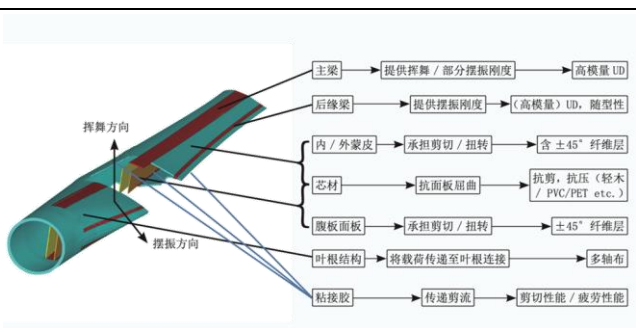 主梁 提供挥舞/部分摆振刚度 高模量 UD
后缘梁 提供摆振刚度 (高模量) UD, 随型性
挥舞方向
内/外蒙皮 承担剪切/扭转 含 ±45° 纤维层
芯材 抗面板屈曲 抗剪, 抗压 (轻木
/ PVC/PET etc.)
腹板面板 承担剪切/扭转 ±45° 纤维层
摆振方向
叶根结构 将载荷传递至叶根连接 多轴布
粘接胶 传递剪流 剪切性能/疲劳性能